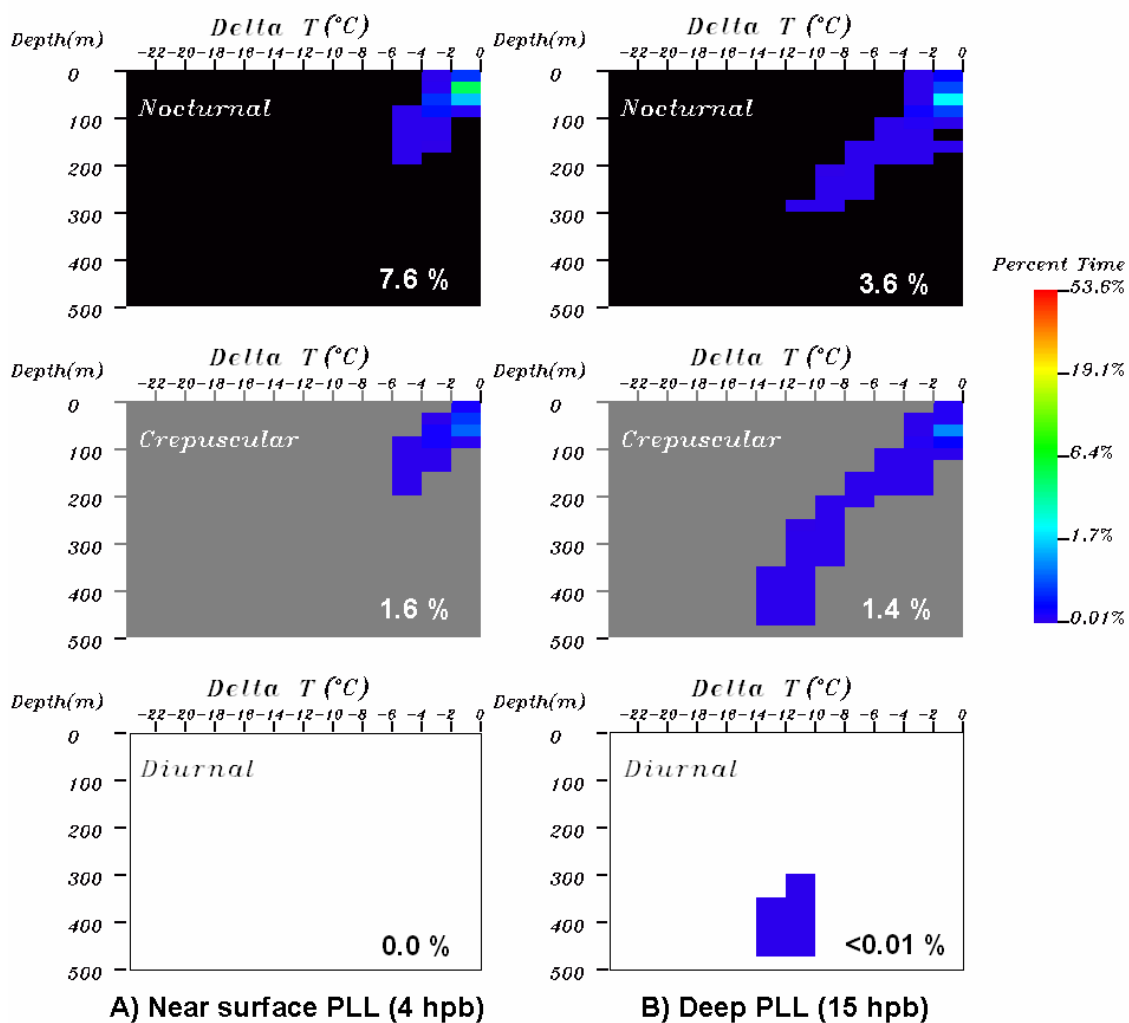 Delta T (°C)
Depth(m)
-22 -20 -18 -16 -14 -12 -10 -8 -6 -4 -2 0
0
100
200
300
400
500
Nocturnal
7.6 %
Delta T (°C)
Depth(m)
-22 -20 -18 -16 -14 -12 -10 -8 -6 -4 -2 0
0
100
200
300
400
500
Nocturnal
3.6 %
Delta T (°C)
Depth(m)
-22 -20 -18 -16 -14 -12 -10 -8 -6 -4 -2 0
0
100
200
300
400
500
Crepuscular
1.6 %
Delta T (°C)
Depth(m)
-22 -20 -18 -16 -14 -12 -10 -8 -6 -4 -2 0
0
100
200
300
400
500
Crepuscular
1.4 %
Percent Time
53.6%
19.1%
6.4%
1.7%
0.01%
Delta T (°C)
Depth(m)
-22 -20 -18 -16 -14 -12 -10 -8 -6 -4 -2 0
0
100
200
300
400
500
Diurnal
0.0 %
Delta T (°C)
Depth(m)
-22 -20 -18 -16 -14 -12 -10 -8 -6 -4 -2 0
0
100
200
300
400
500
Diurnal
<0.01 %
A) Near surface PLL (4 hpb)
B) Deep PLL (15 hpb)